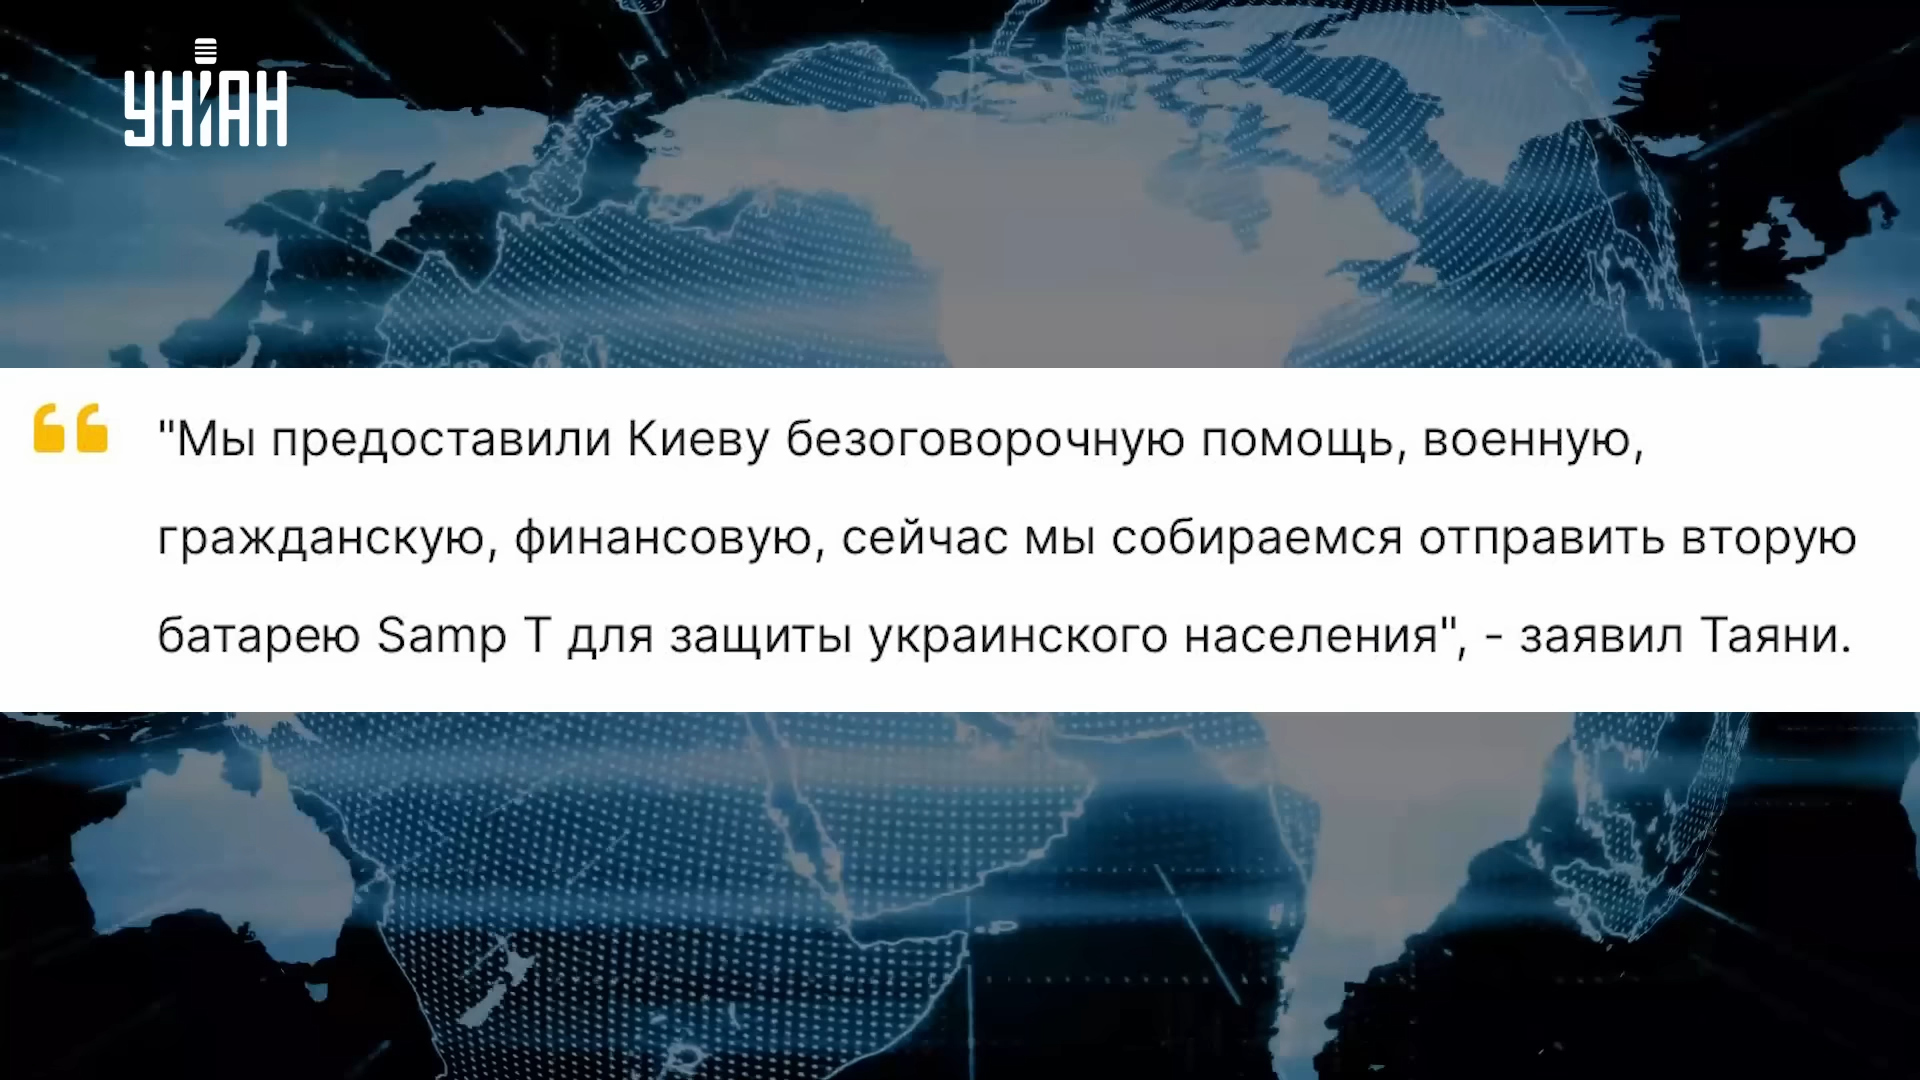 УНІАН
"Мы предоставили Киеву безоговорочную помощь, военную,
гражданскую, финансовую, сейчас мы собираемся отправить вторую
батарею Samp T для защиты украинского населения", - заявил Таяни.